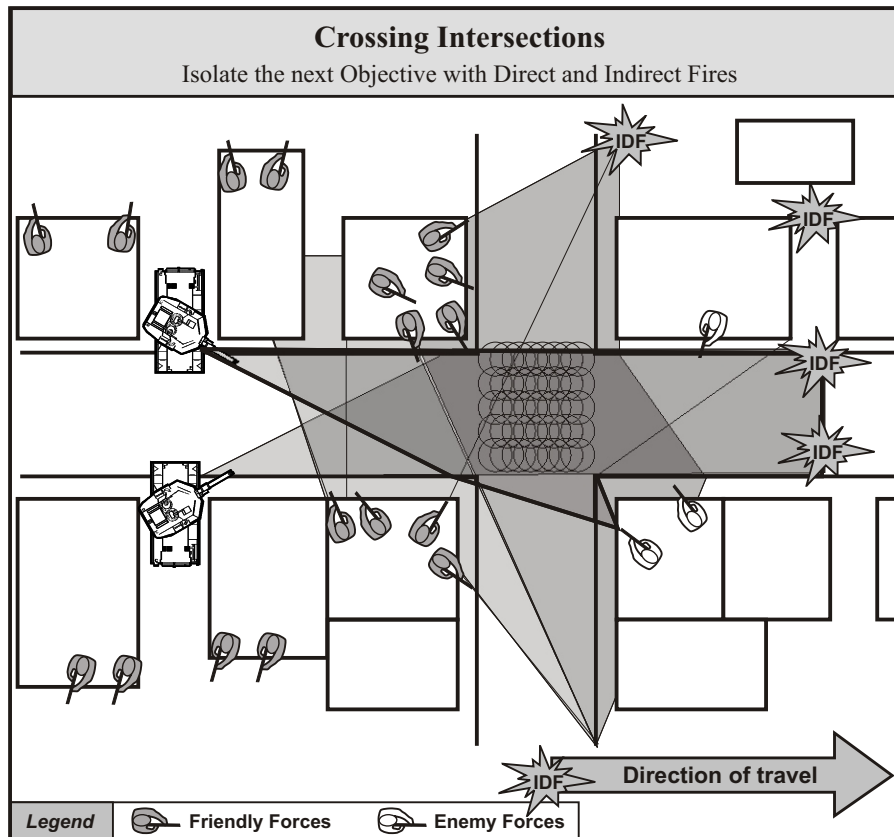 Crossing Intersections
Isolate the next Objective with Direct and Indirect Fires
IDF
IDF
IDF
IDF
IDF
Direction of travel
Legend
Friendly Forces
Enemy Forces